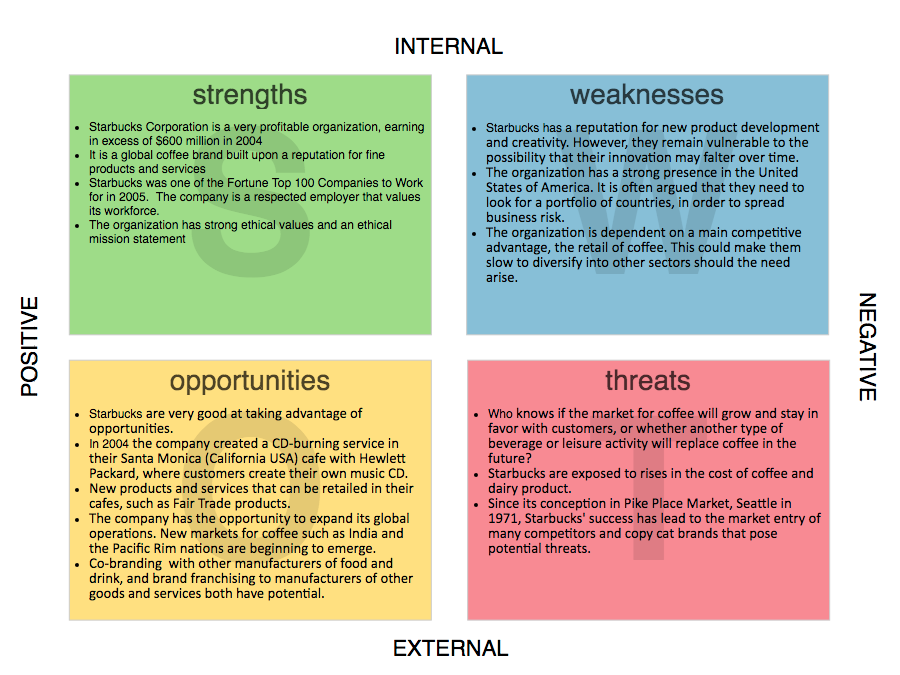 INTERNAL
strengths
• Starbucks Corporation is a very profitable organization, earning
in excess of $600 million in 2004
• It is a global coffee brand built upon a reputation for fine
products and services
• Starbucks was one of the Fortune Top 100 Companies to Work
for in 2005.  The company is a respected employer that values
its workforce.
• The organization has strong ethical values and an ethical
mission statement
S
weaknesses
• Starbucks has a reputation for new product development
and creativity. However, they remain vulnerable to the
possibility that their innovation may falter over time.
• The organization has a strong presence in the United
States of America. It is often argued that they need to
look for a portfolio of countries, in order to spread
business risk.
• The organization is dependent on a main competitive
advantage, the retail of coffee. This could make them
slow to diversify into other sectors should the need
arise.
W
POSITIVE
NEGATIVE
opportunities
• Starbucks are very good at taking advantage of
opportunities.
• In 2004 the company created a CD-burning service in
their Santa Monica (California USA) cafe with Hewlett
Packard, where customers create their own music CD.
• New products and services that can be retailed in their
cafes, such as Fair Trade products.
• The company has the opportunity to expand its global
operations. New markets for coffee such as India and
the Pacific Rim nations are beginning to emerge.
• Co-branding  with other manufacturers of food and
drink, and brand franchising to manufacturers of other
goods and services both have potential.
O
threats
• Who knows if the market for coffee will grow and stay in
favor with customers, or whether another type of
beverage or leisure activity will replace coffee in the
future?
• Starbucks are exposed to rises in the cost of coffee and
dairy product.
• Since its conception in Pike Place Market, Seattle in
1971, Starbucks' success has lead to the market entry of
many competitors and copy cat brands that pose
potential threats.
T
EXTERNAL